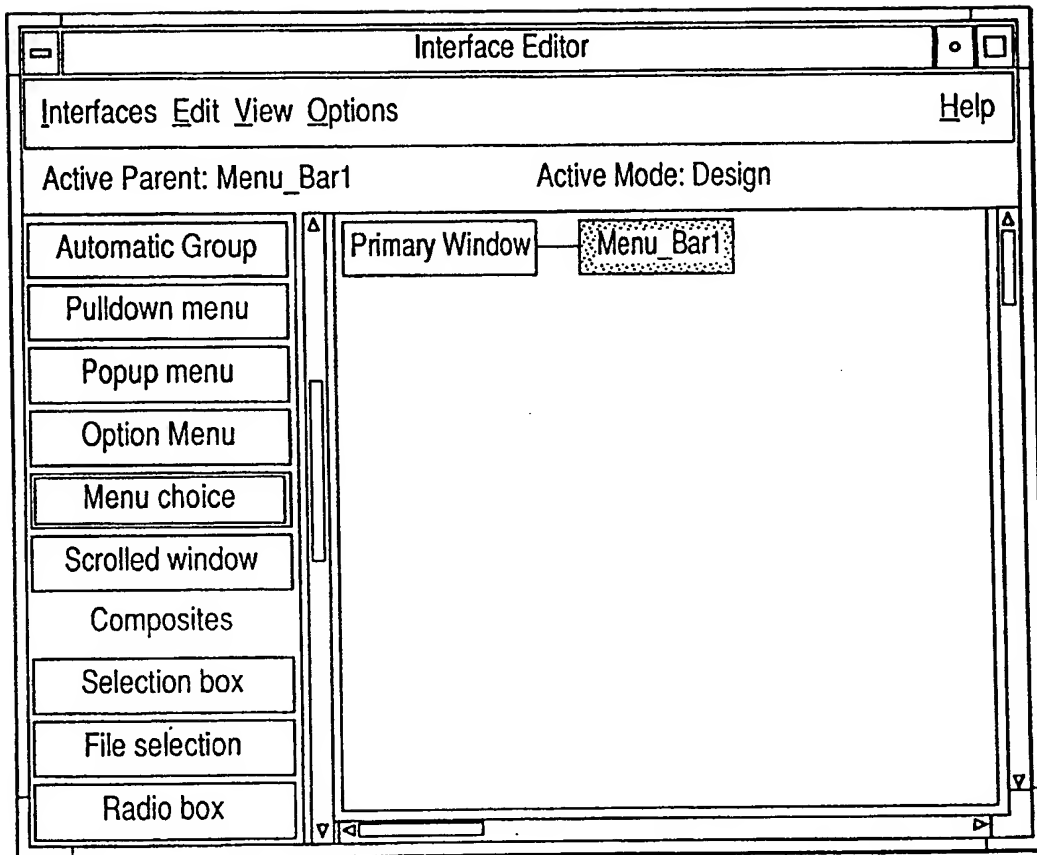 Interface Editor
Interfaces Edit View Options Help
Active Parent: Menu_Bar1 Active Mode: Design
Automatic Group
Pulldown menu
Popup menu
Option Menu
Menu choice
Scrolled window
Composites
Selection box
File selection
Radio box
Primary Window
Menu_Bar1